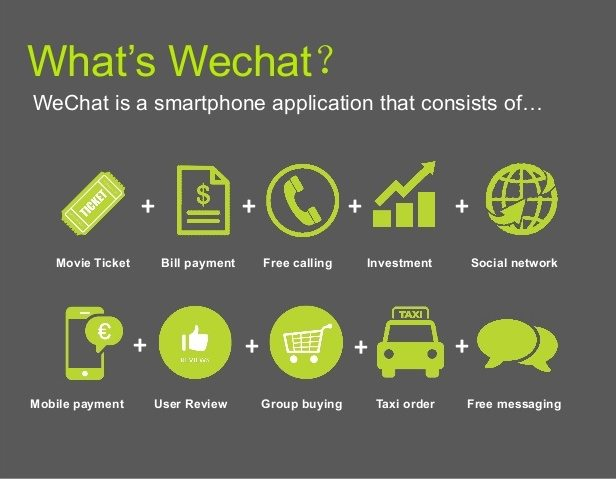 What's Wechat？
WeChat is a smartphone application that consists of…
TICKET
$
+ + + +
Movie Ticket Bill payment Free calling Investment Social network
€
TAXI
+ + + +
Mobile payment User Review Group buying Taxi order Free messaging